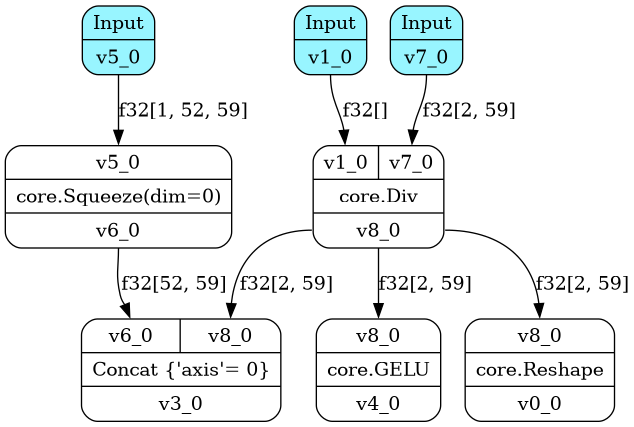 Input
v5_0
Input
v1_0
Input
v7_0
f32[1, 52, 59]
f32[]
f32[2, 59]
v5_0
core.Squeeze(dim=0)
v6_0
v1_0 v7_0
core.Div
v8_0
f32[52, 59]
f32[2, 59]
f32[2, 59]
f32[2, 59]
v6_0 v8_0
Concat {'axis'= 0}
v3_0
v8_0
core.GELU
v4_0
v8_0
core.Reshape
v0_0